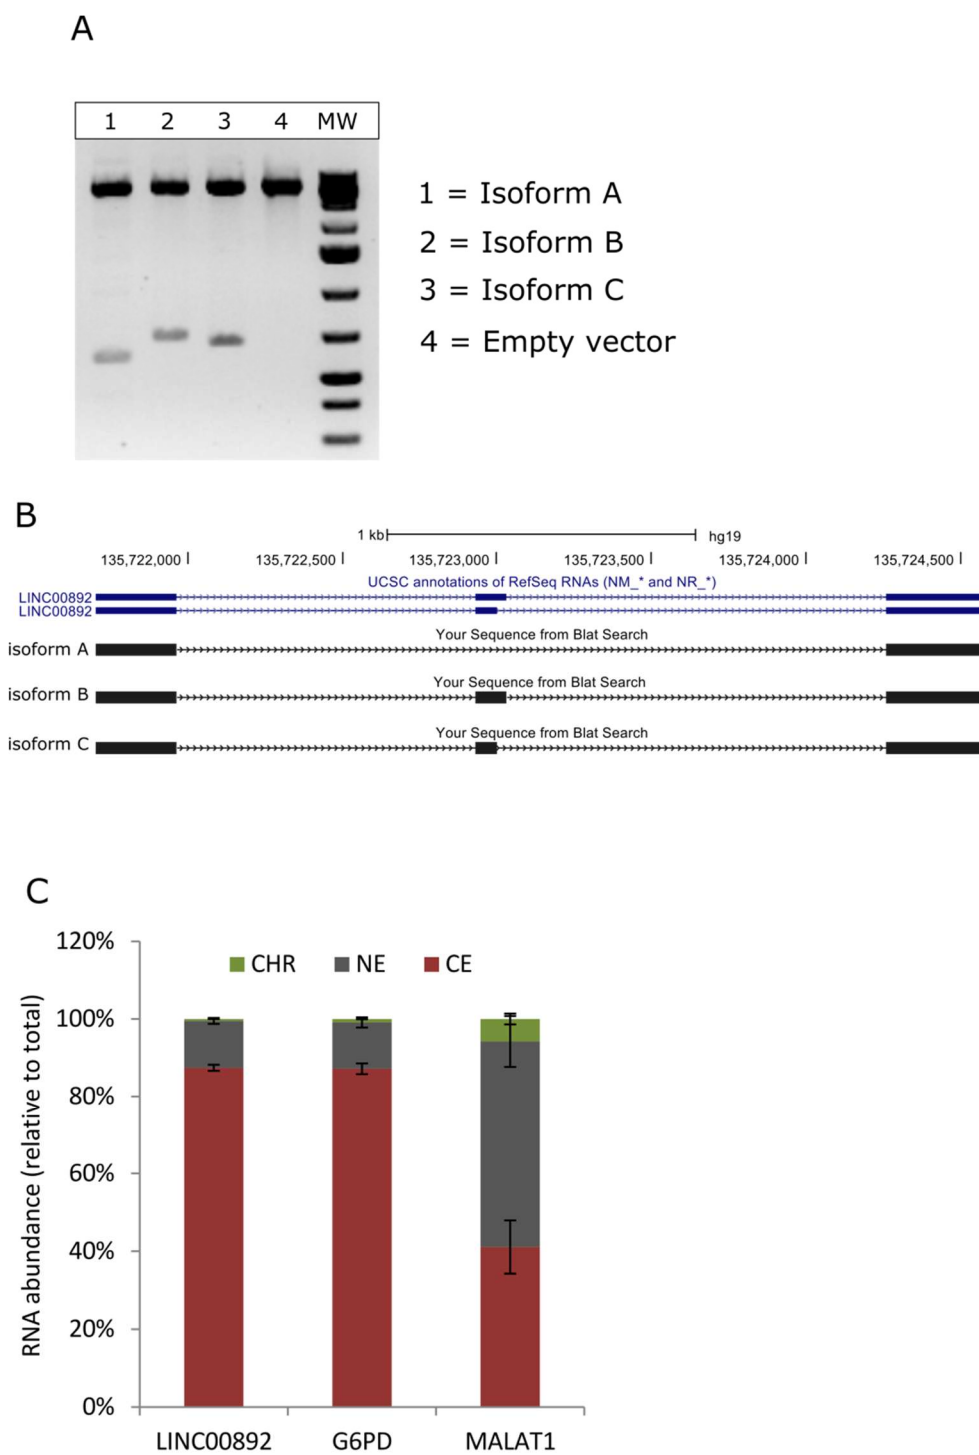 A
1 2 3 4 MW
1 = Isoform A
2 = Isoform B
3 = Isoform C
4 = Empty vector
B
1 kb hg19
135,722,000 135,722,500 135,723,000 135,723,500 135,724,000 135,724,500
UCSC annotations of RefSeq RNAs (NM_* and NR_*)
LINC00892
LINC00892
Your Sequence from Blat Search
isoform A
Your Sequence from Blat Search
isoform B
Your Sequence from Blat Search
isoform C
C
120%
CHR NE CE
100%
80%
60%
40%
20%
0%
RNA abundance (relative to total)
LINC00892 G6PD MALAT1